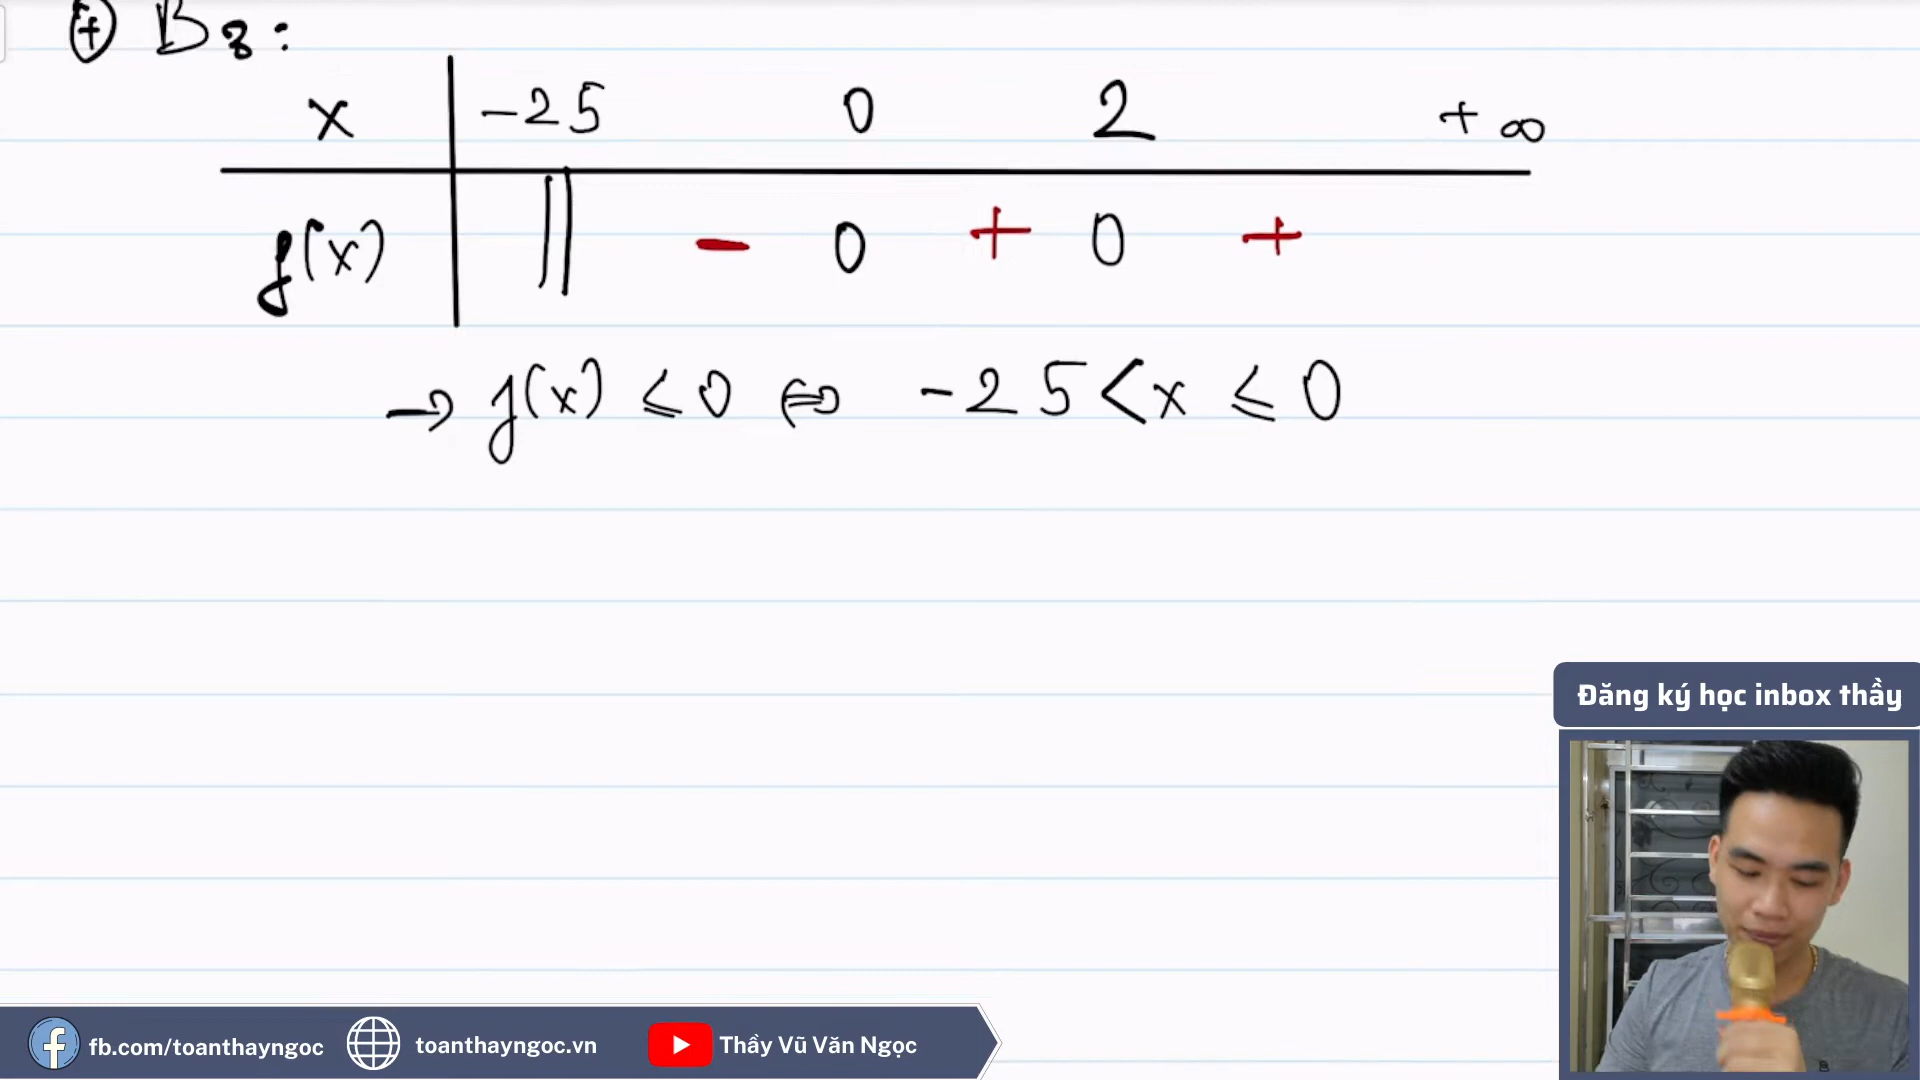 ⊕ B3:
x | -25 0 2 +∞
f(x) | || - 0 + 0 +
→ f(x) ≤ 0 ⇔ -25 < x ≤ 0
Đăng ký học inbox thầy
fb.com/toanthayngoc toanthayngoc.vn Thầy Vũ Văn Ngọc